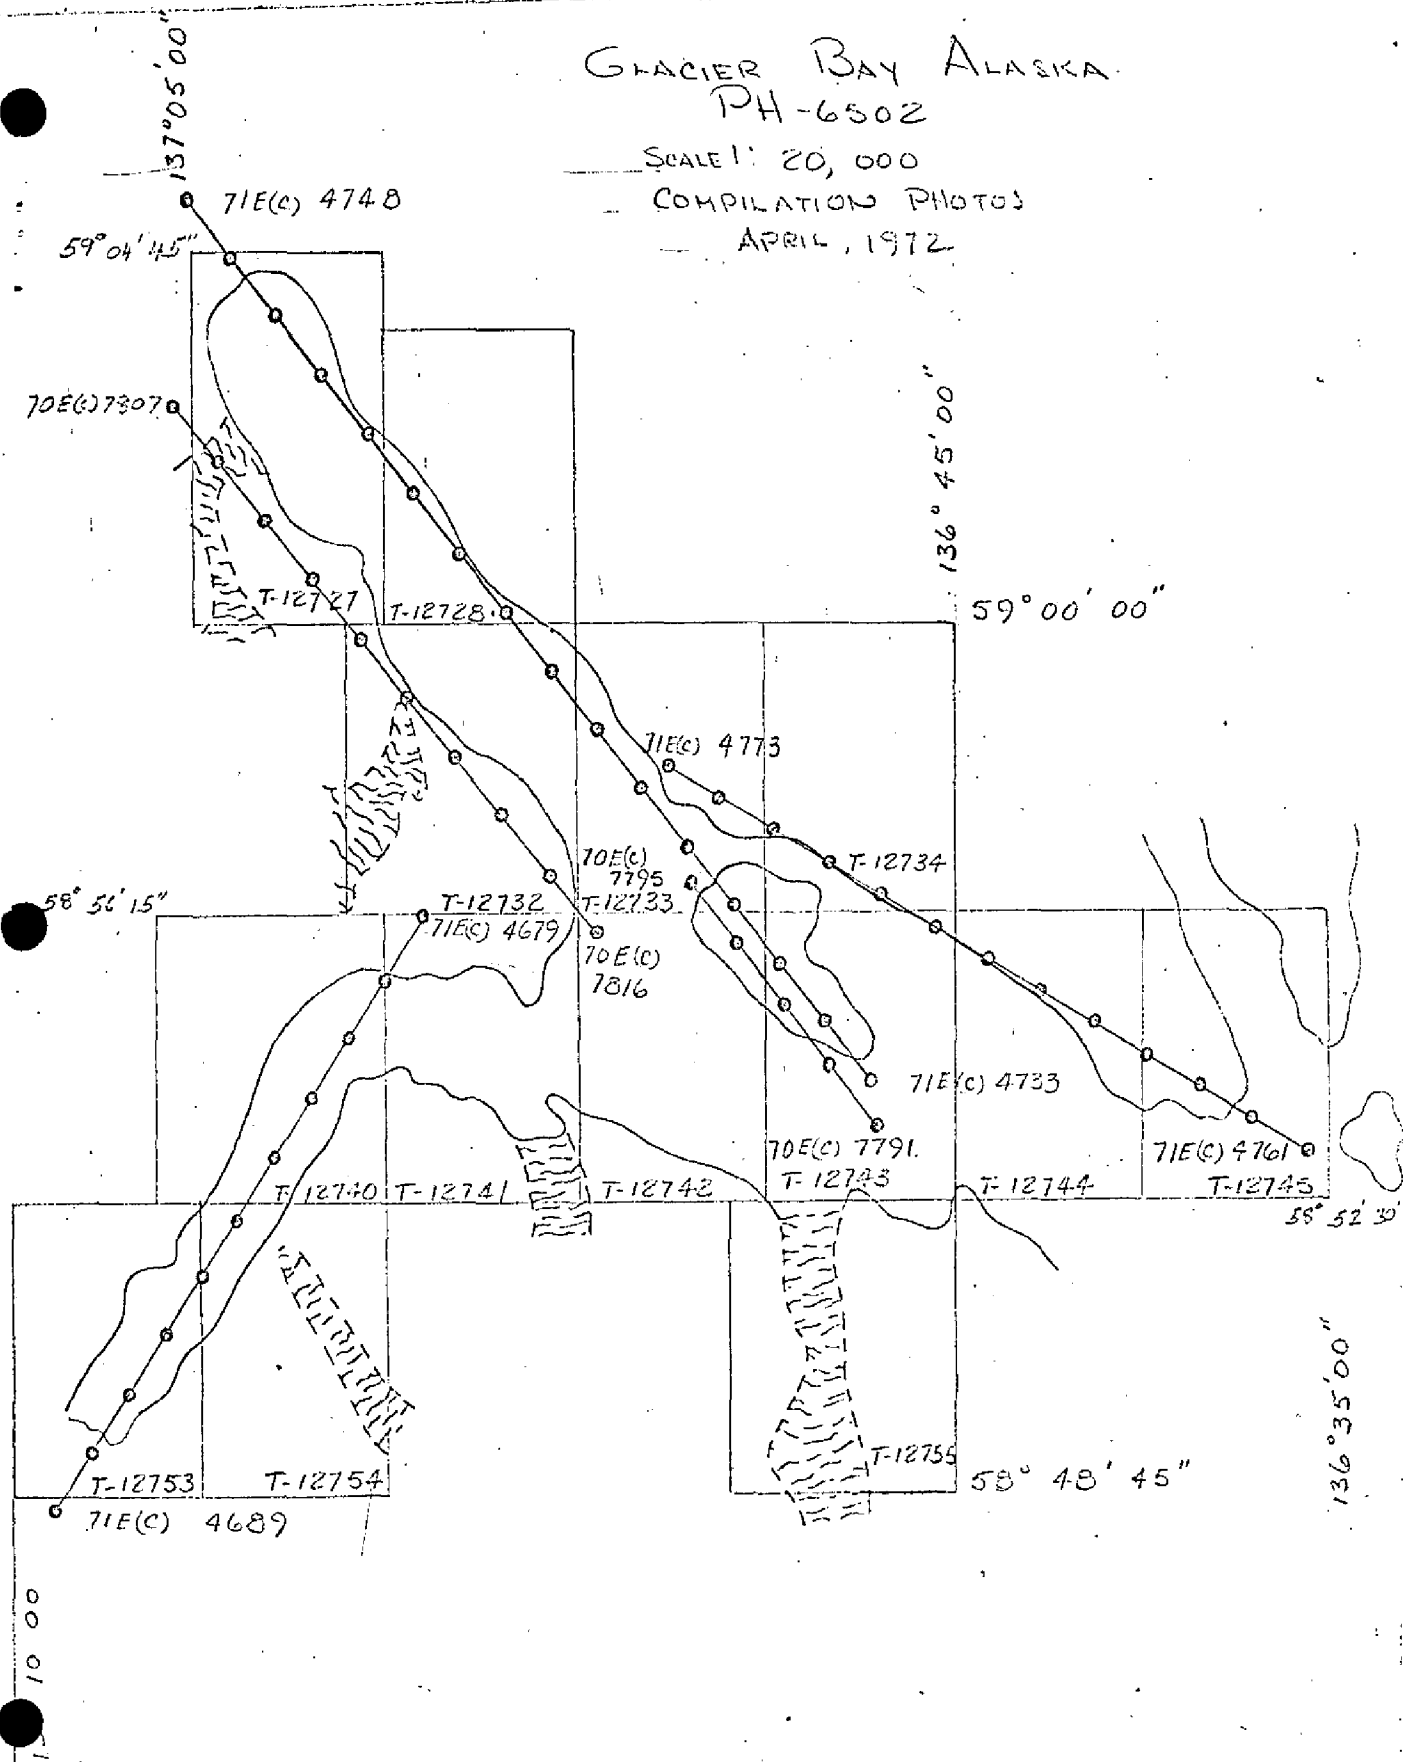 GLACIER BAY ALASKA
PH-6502
SCALE 1: 20,000
COMPILATION PHOTOS
APRIL, 1972
137° 05' 00"
71E(C) 4748
59° 04' 45"
70E(C) 7807
136° 45' 00"
T-12727
T-12728
59° 00' 00"
71E(C) 4773
T-12734
70E(C)
7795
58° 56' 15"
T-12732
T-12733
71E(C) 4679
70E(C)
7816
71E(C) 4733
70E(C) 7791
71E(C) 4761
T-12740
T-12741
T-12742
T-12743
T-12744
T-12745
58° 52' 30"
136° 35' 00"
T-12755
58° 48' 45"
T-12753
T-12754
71E(C) 4689
10 00